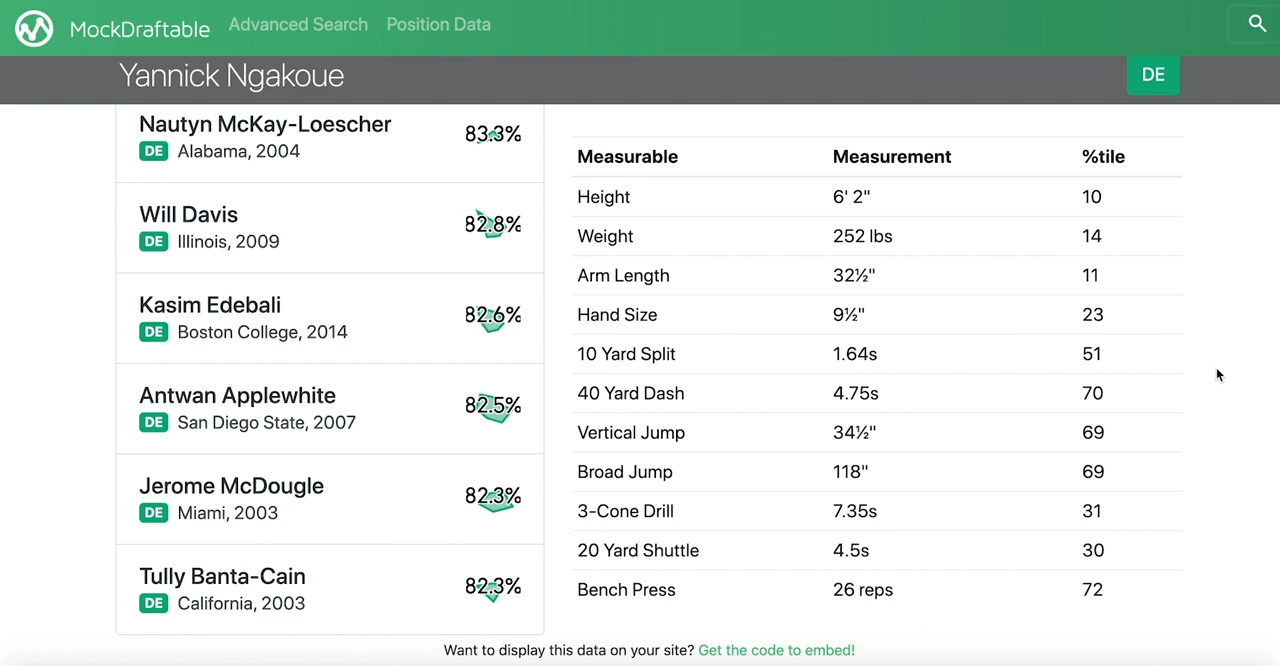 MockDraftable Advanced Search Position Data
Yannick Ngakoue DE
Nautyn McKay-Loescher
DE Alabama, 2004
83.3%
Will Davis
DE Illinois, 2009
82.8%
Kasim Edebali
DE Boston College, 2014
82.6%
Antwan Applewhite
DE San Diego State, 2007
82.5%
Jerome McDougle
DE Miami, 2003
82.3%
Tully Banta-Cain
DE California, 2003
82.3%
Measurable Measurement %tile
Height 6' 2" 10
Weight 252 lbs 14
Arm Length 32½" 11
Hand Size 9½" 23
10 Yard Split 1.64s 51
40 Yard Dash 4.75s 70
Vertical Jump 34½" 69
Broad Jump 118" 69
3-Cone Drill 7.35s 31
20 Yard Shuttle 4.5s 30
Bench Press 26 reps 72
Want to display this data on your site? Get the code to embed!